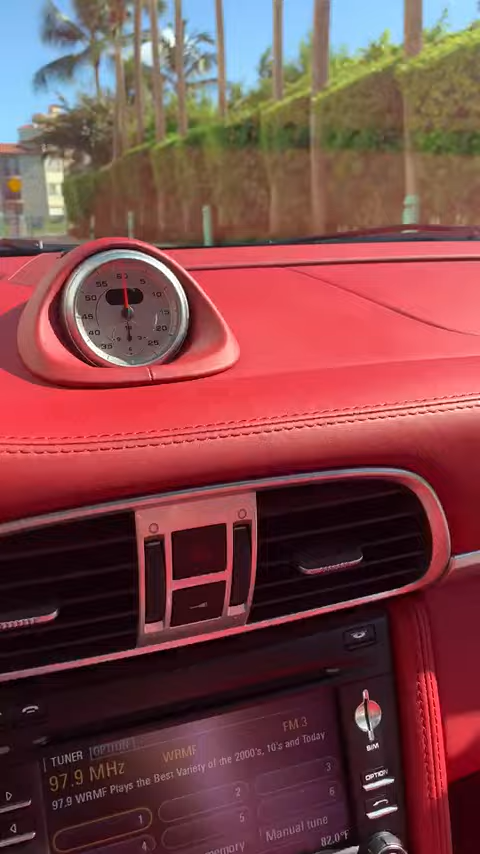 60
55
5
50
10
45
15
40
20
35
25
TUNER OPTION
FM 3
97.9 MHz
WRMF
97.9 WRMF Plays the Best Variety of the 2000's, 10's and Today
1
2
3
4
5
6
Manual tune
82.0°F
SIM
OPTION